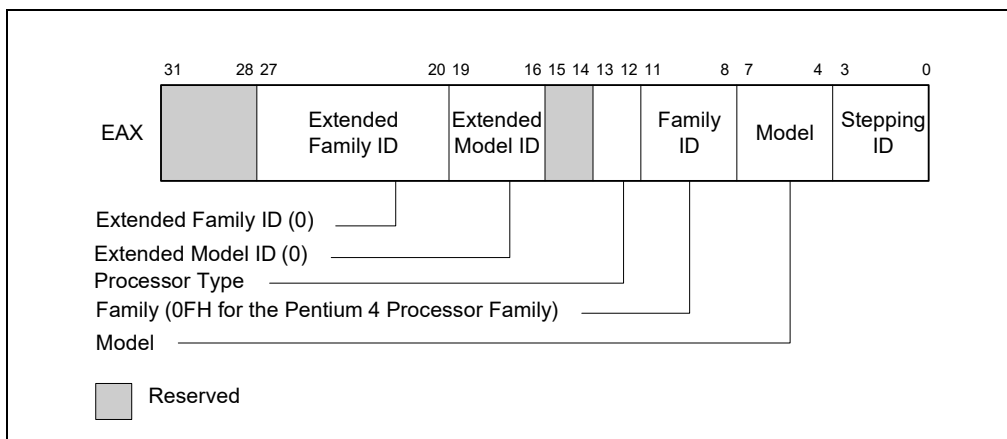 31 28 27 20 19 16 15 14 13 12 11 8 7 4 3 0
EAX
Extended Family ID
Extended Model ID
Family ID
Model
Stepping ID
Extended Family ID (0)
Extended Model ID (0)
Processor Type
Family (0FH for the Pentium 4 Processor Family)
Model
Reserved